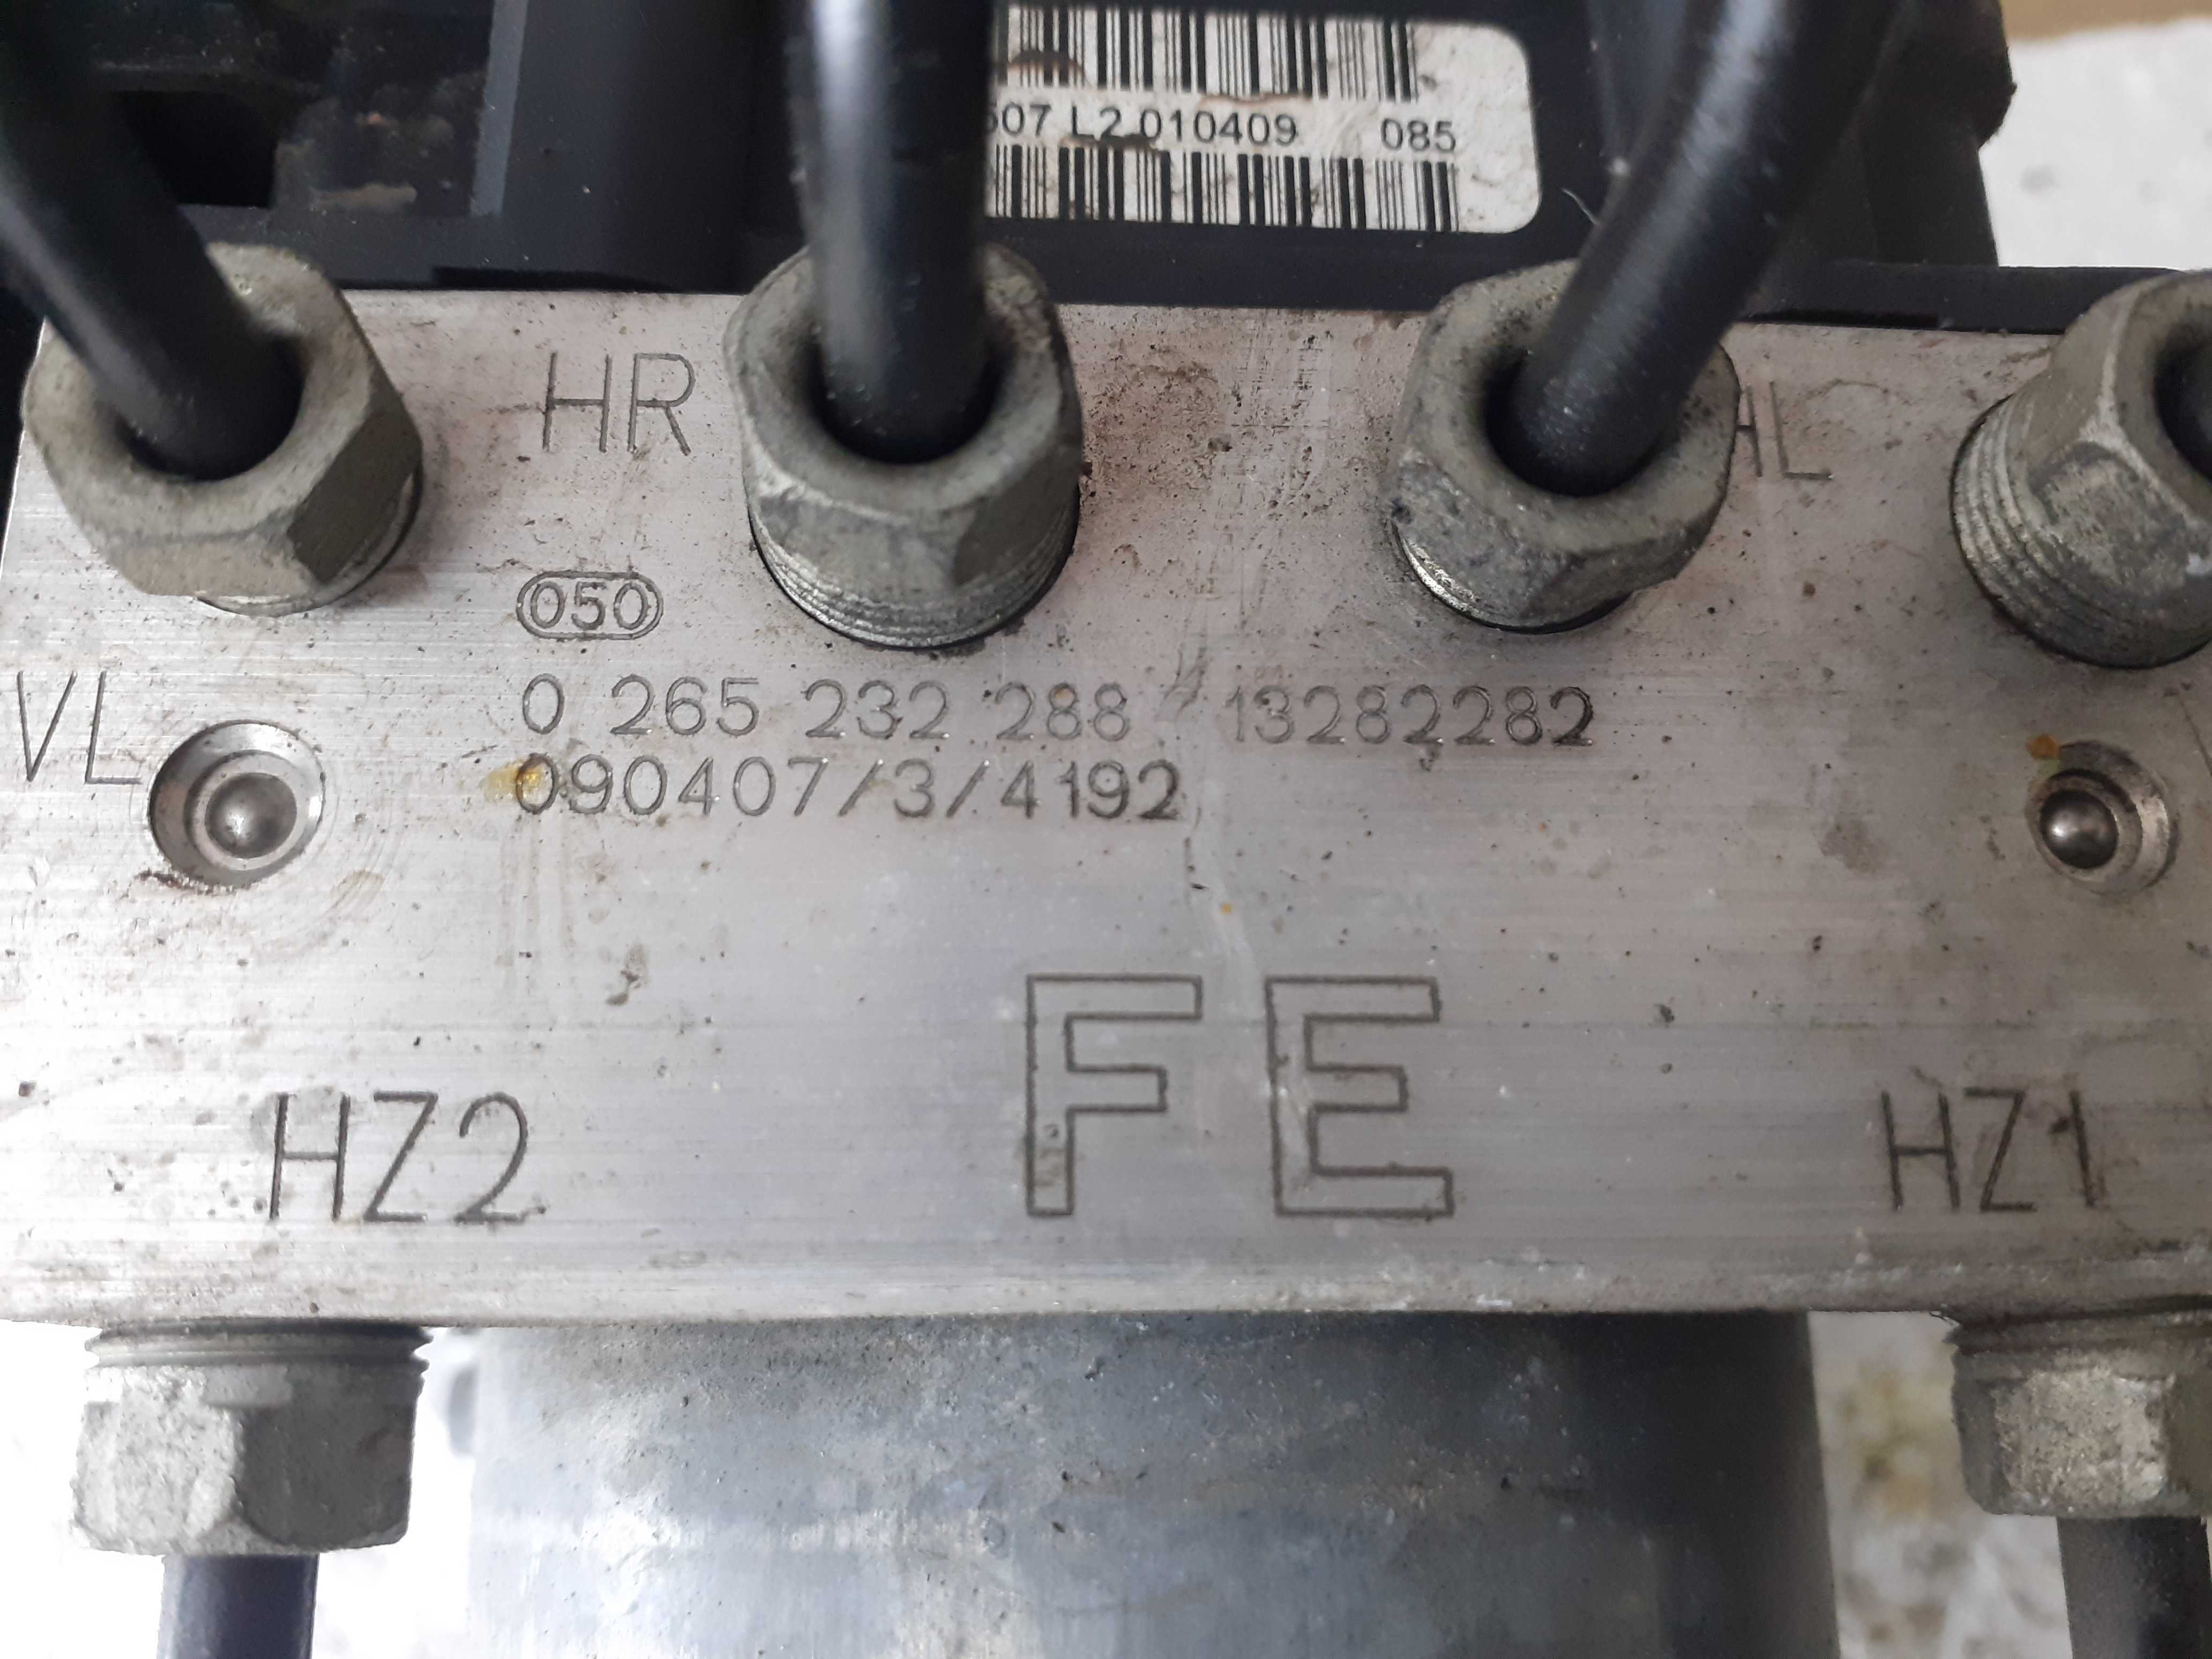 507 L2 010409 085
HR
HL
050
VL
0 265 232 288 13282282
090407/3/4192
FE
HZ2
HZ1